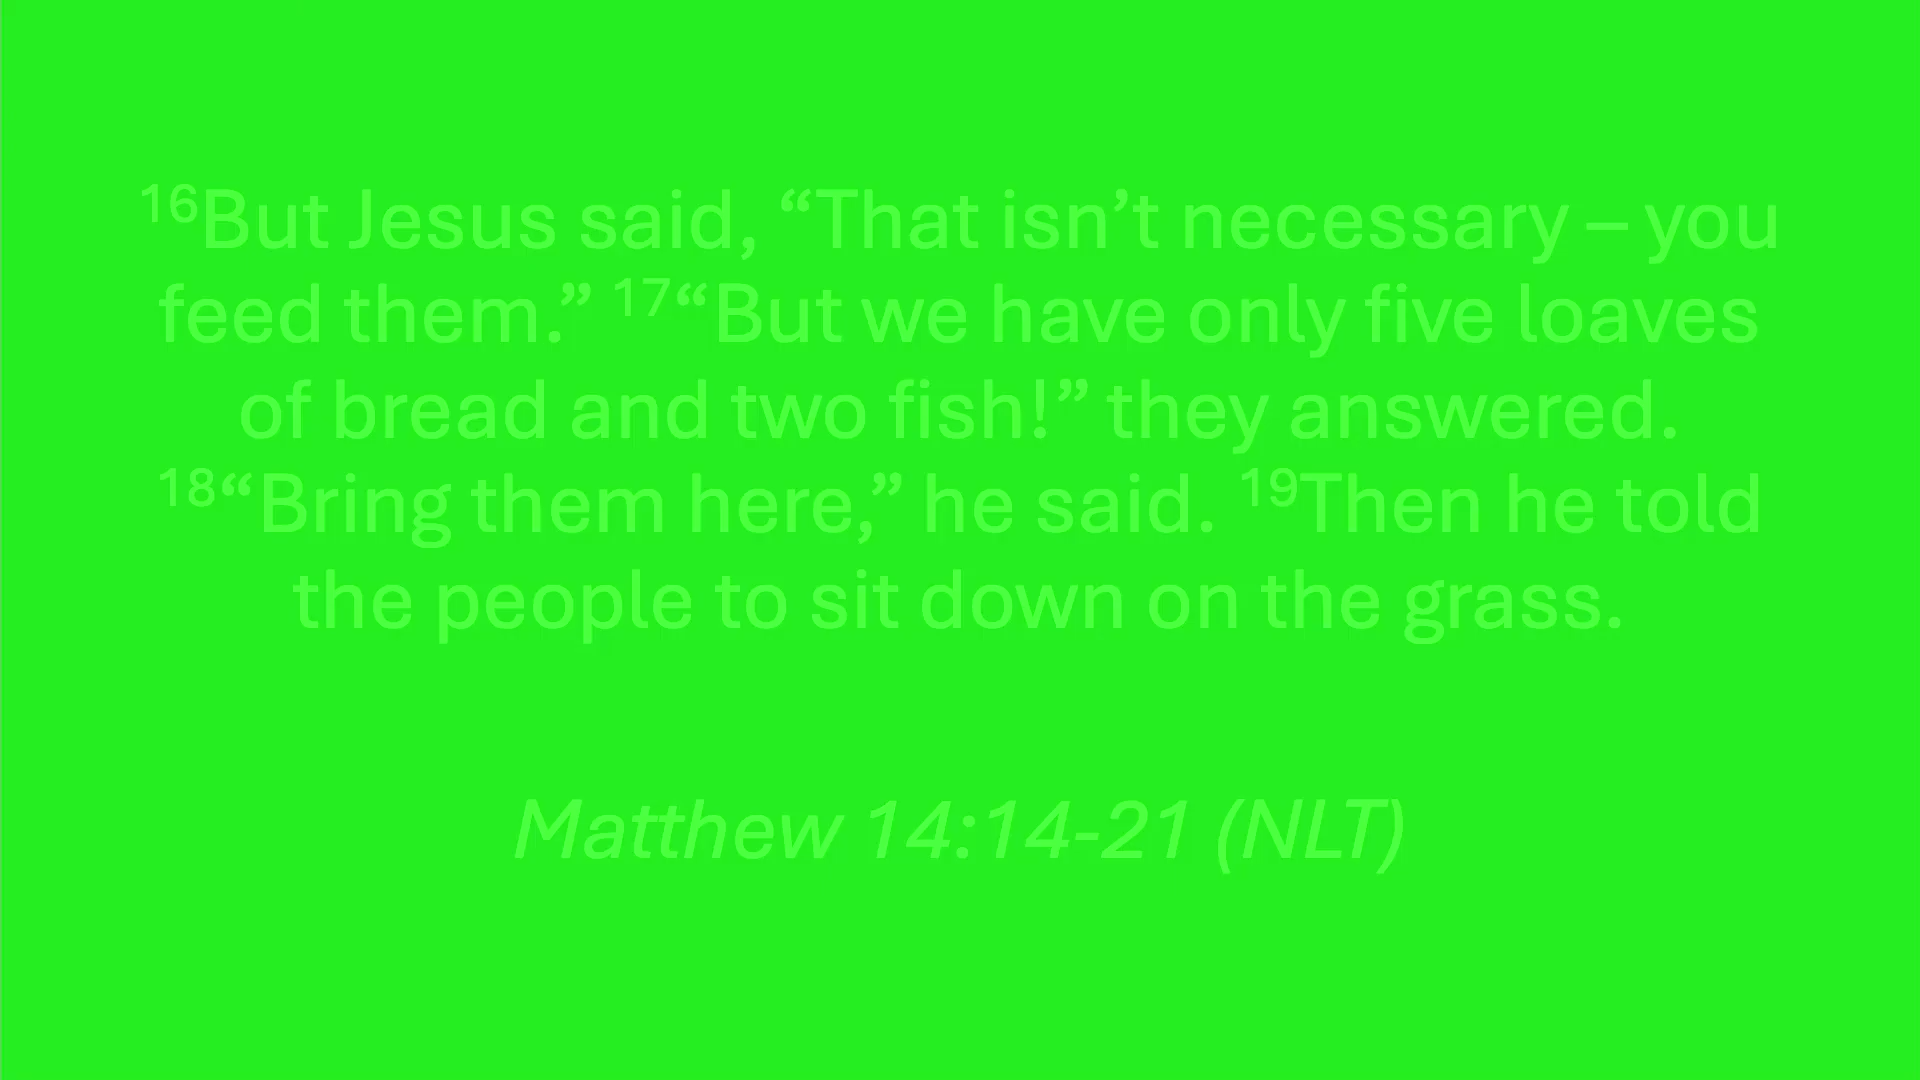 16But Jesus said, “That isn’t necessary – you
feed them.” 17“But we have only five loaves
of bread and two fish!” they answered.
18“Bring them here,” he said. 19Then he told
the people to sit down on the grass.
Matthew 14:14-21 (NLT)